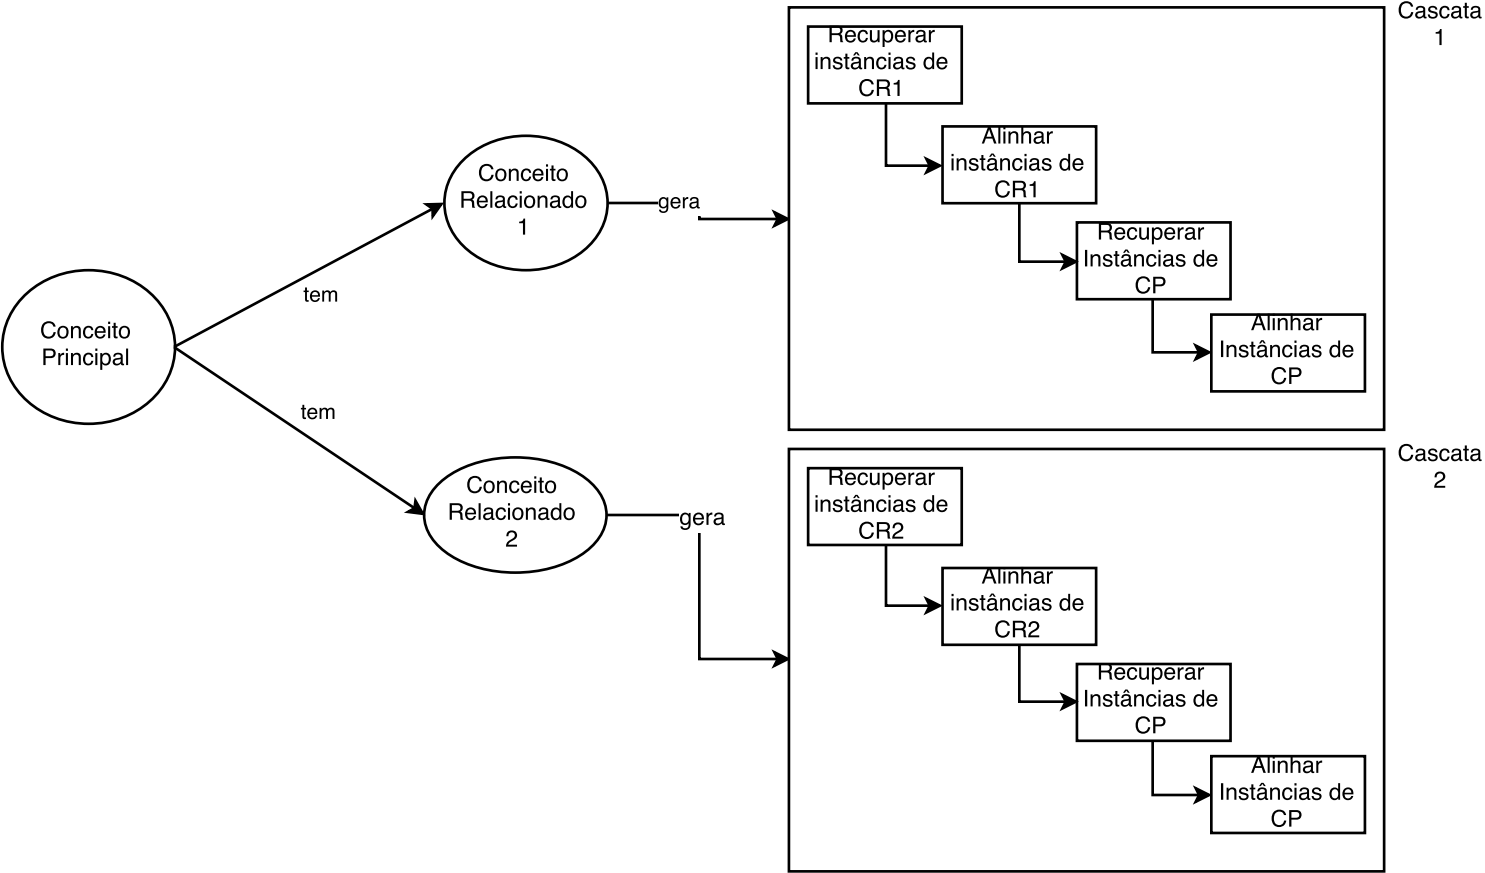 Conceito
Principal
tem
tem
Conceito
Relacionado
1
gera
Conceito
Relacionado
2
gera
Cascata
1
Recuperar
instâncias de
CR1
Alinhar
instâncias de
CR1
Recuperar
Instâncias de
CP
Alinhar
Instâncias de
CP
Cascata
2
Recuperar
instâncias de
CR2
Alinhar
instâncias de
CR2
Recuperar
Instâncias de
CP
Alinhar
Instâncias de
CP